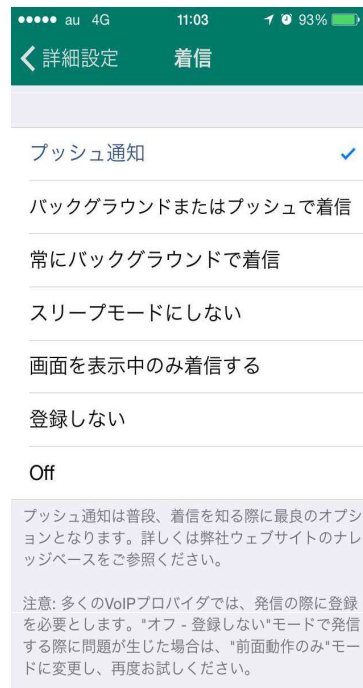 au 4G 11:03 93%
詳細設定 着信
プッシュ通知
バックグラウンドまたはプッシュで着信
常にバックグラウンドで着信
スリープモードにしない
画面を表示中のみ着信する
登録しない
Off
プッシュ通知は普段、着信を知る際に最良のオプシ
ョンとなります。詳しくは弊社ウェブサイトのナレ
ッジベースをご参照ください。
注意: 多くのVoIPプロバイダでは、発信の際に登録
を必要とします。"オフ - 登録しない"モードで発信
する際に問題が生じた場合は、"前面動作のみ"モー
ドに変更し、再度お試しください。